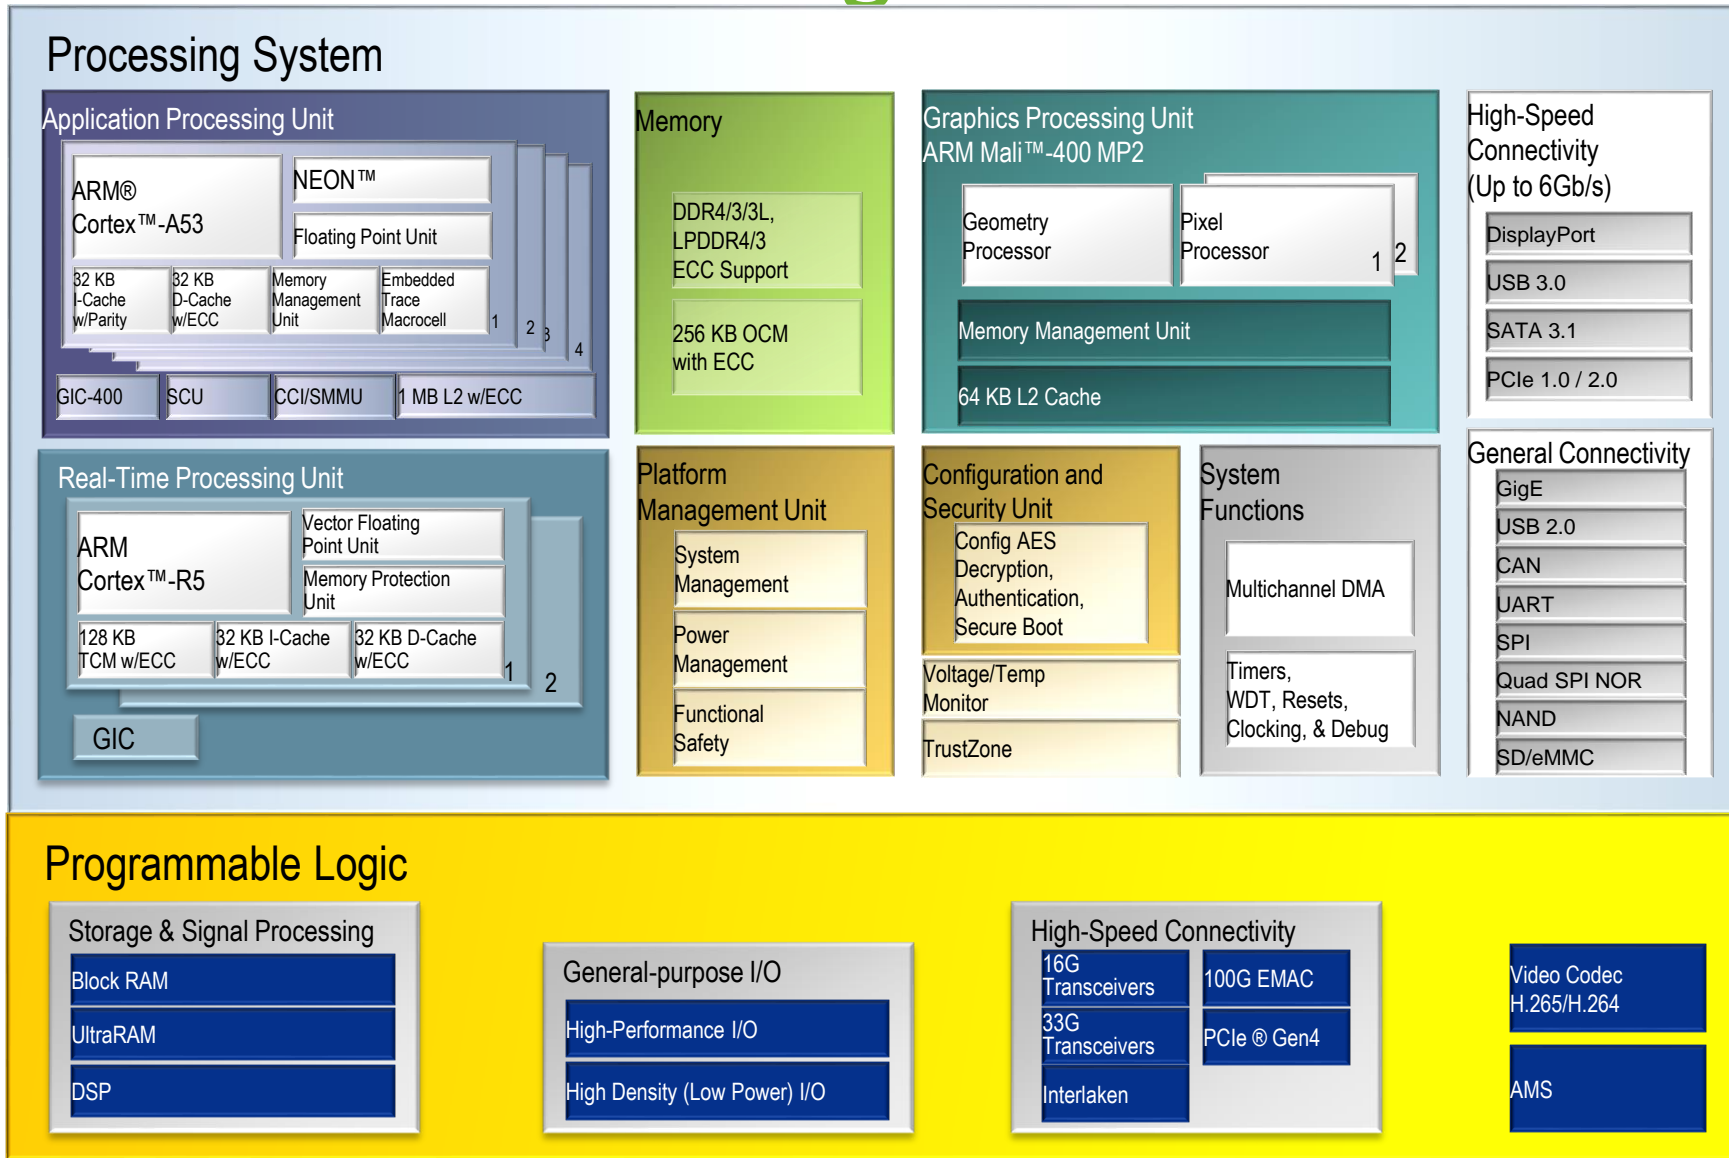 Processing System
Application Processing Unit
ARM®
Cortex™-A53
NEON™
Floating Point Unit
32 KB
I-Cache
w/Parity
32 KB
D-Cache
w/ECC
Memory
Management
Unit
Embedded
Trace
Macrocell
1
2
3
4
GIC-400
SCU
CCI/SMMU
1 MB L2 w/ECC
Memory
DDR4/3/3L,
LPDDR4/3
ECC Support
256 KB OCM
with ECC
Graphics Processing Unit
ARM Mali™-400 MP2
Geometry
Processor
Pixel
Processor
1
2
Memory Management Unit
64 KB L2 Cache
High-Speed
Connectivity
(Up to 6Gb/s)
DisplayPort
USB 3.0
SATA 3.1
PCIe 1.0 / 2.0
Real-Time Processing Unit
ARM
Cortex™-R5
Vector Floating
Point Unit
Memory Protection
Unit
128 KB
TCM w/ECC
32 KB I-Cache
w/ECC
32 KB D-Cache
w/ECC
1
2
GIC
Platform
Management Unit
System
Management
Power
Management
Functional
Safety
Configuration and
Security Unit
Config AES
Decryption,
Authentication,
Secure Boot
Voltage/Temp
Monitor
TrustZone
System
Functions
Multichannel DMA
Timers,
WDT, Resets,
Clocking, & Debug
General Connectivity
GigE
USB 2.0
CAN
UART
SPI
Quad SPI NOR
NAND
SD/eMMC
Programmable Logic
Storage & Signal Processing
Block RAM
UltraRAM
DSP
General-purpose I/O
High-Performance I/O
High Density (Low Power) I/O
High-Speed Connectivity
16G
Transceivers
100G EMAC
33G
Transceivers
PCIe ® Gen4
Interlaken
Video Codec
H.265/H.264
AMS